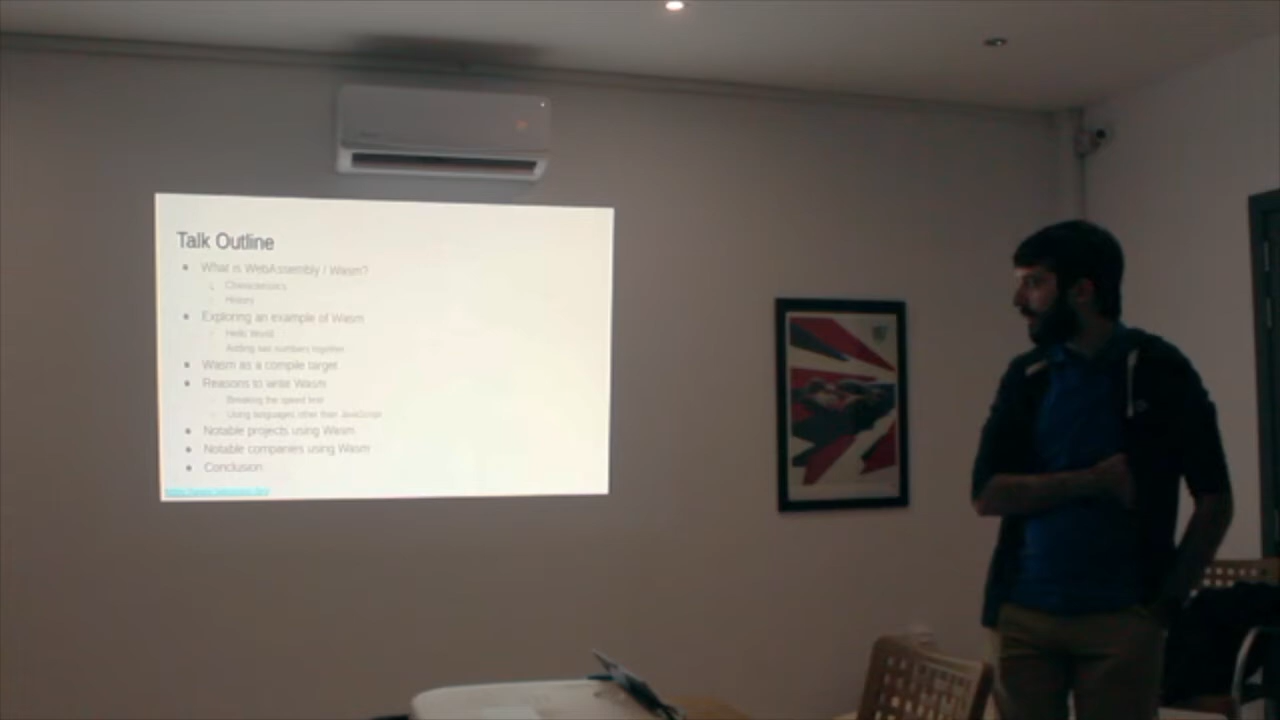 Talk Outline
What is WebAssembly / Wasm?
Characteristics
History
Exploring an example of Wasm
Hello World
Adding two numbers together
Wasm as a compile target
Reasons to write Wasm
Breaking the speed
Using languages other than JavaScript
Notable projects using Wasm
Notable companies using Wasm
Conclusion